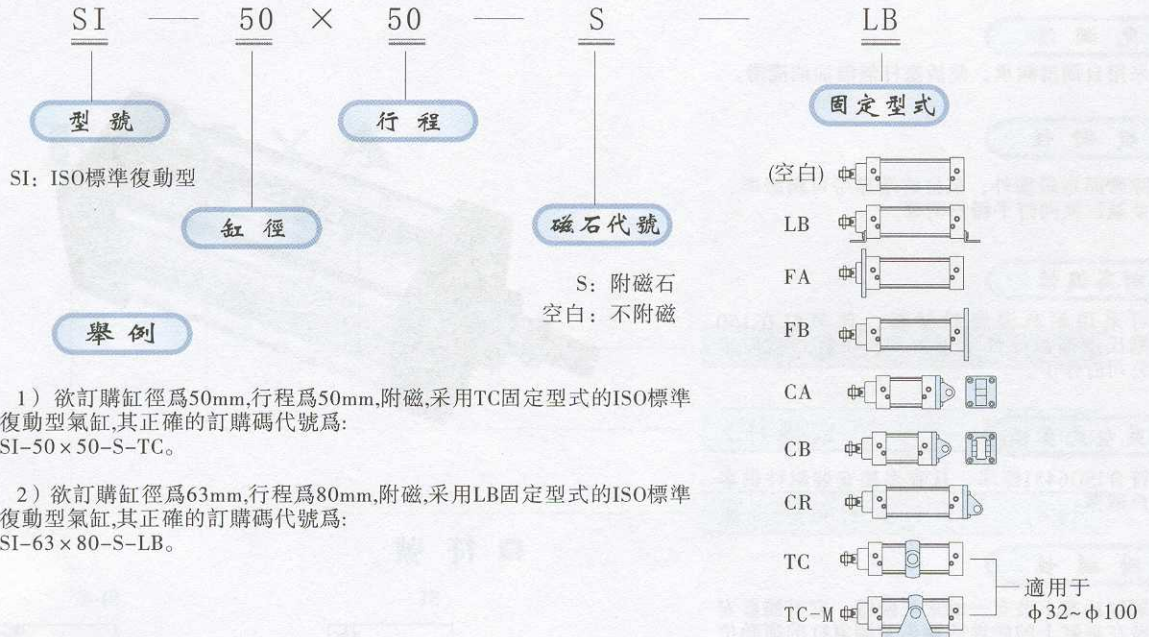 SI — 50 × 50 — S — LB
型號
行程
固定型式
SI: ISO標準復動型
缸徑
磁石代號
S: 附磁石
空白: 不附磁
(空白)
LB
FA
FB
CA
CB
CR
TC
TC-M
適用于
φ32~φ100
舉例
1）欲訂購缸徑爲50mm,行程爲50mm,附磁,采用TC固定型式的ISO標準
復動型氣缸,其正確的訂購碼代號爲:
SI-50×50-S-TC。
2）欲訂購缸徑爲63mm,行程爲80mm,附磁,采用LB固定型式的ISO標準
復動型氣缸,其正確的訂購碼代號爲:
SI-63×80-S-LB。